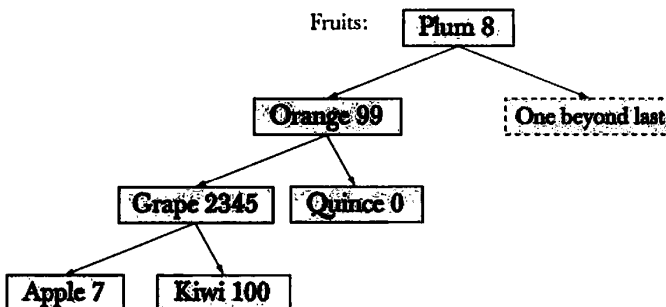 Fruits:
Plum 8
Orange 99
One beyond last
Grape 2345
Quince 0
Apple 7
Kiwi 100